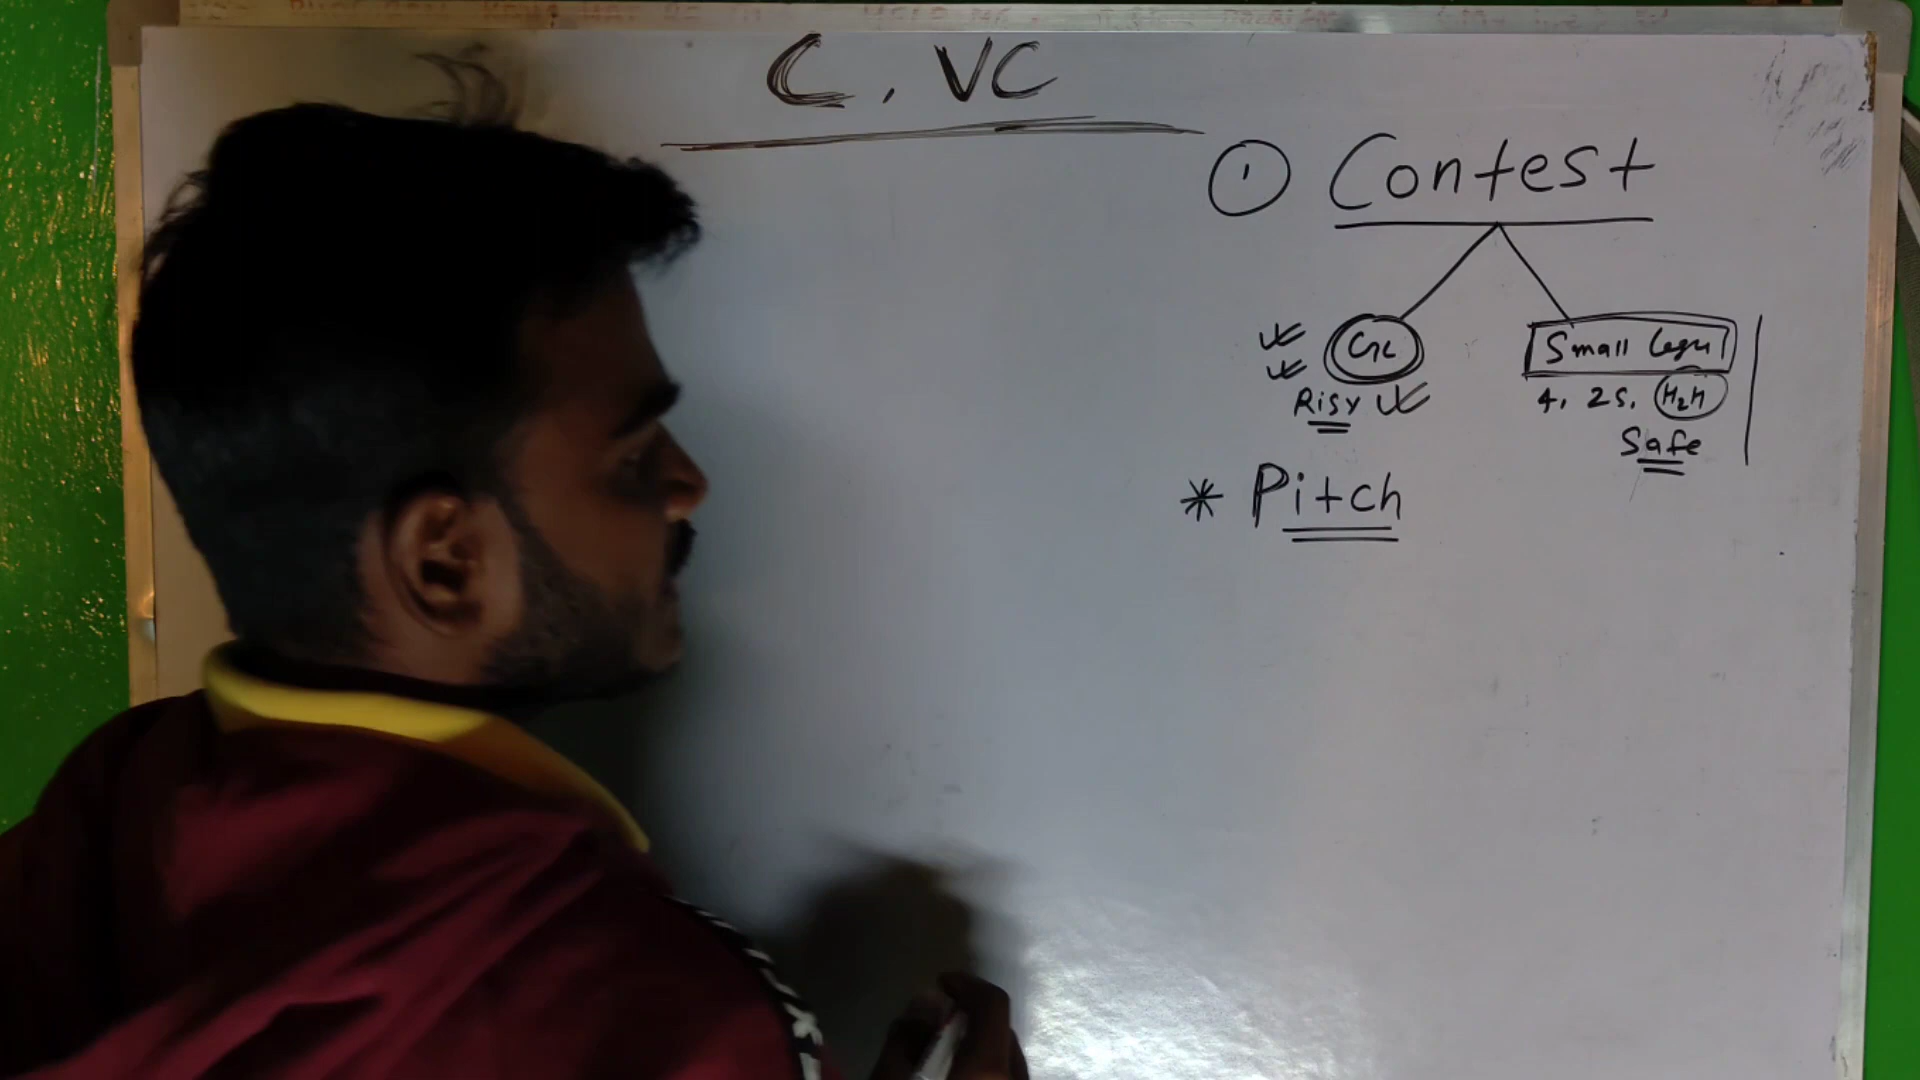 C, VC
① Contest
GL
Small Legu
Risy
4, 2S, H2H
Safe
* Pitch